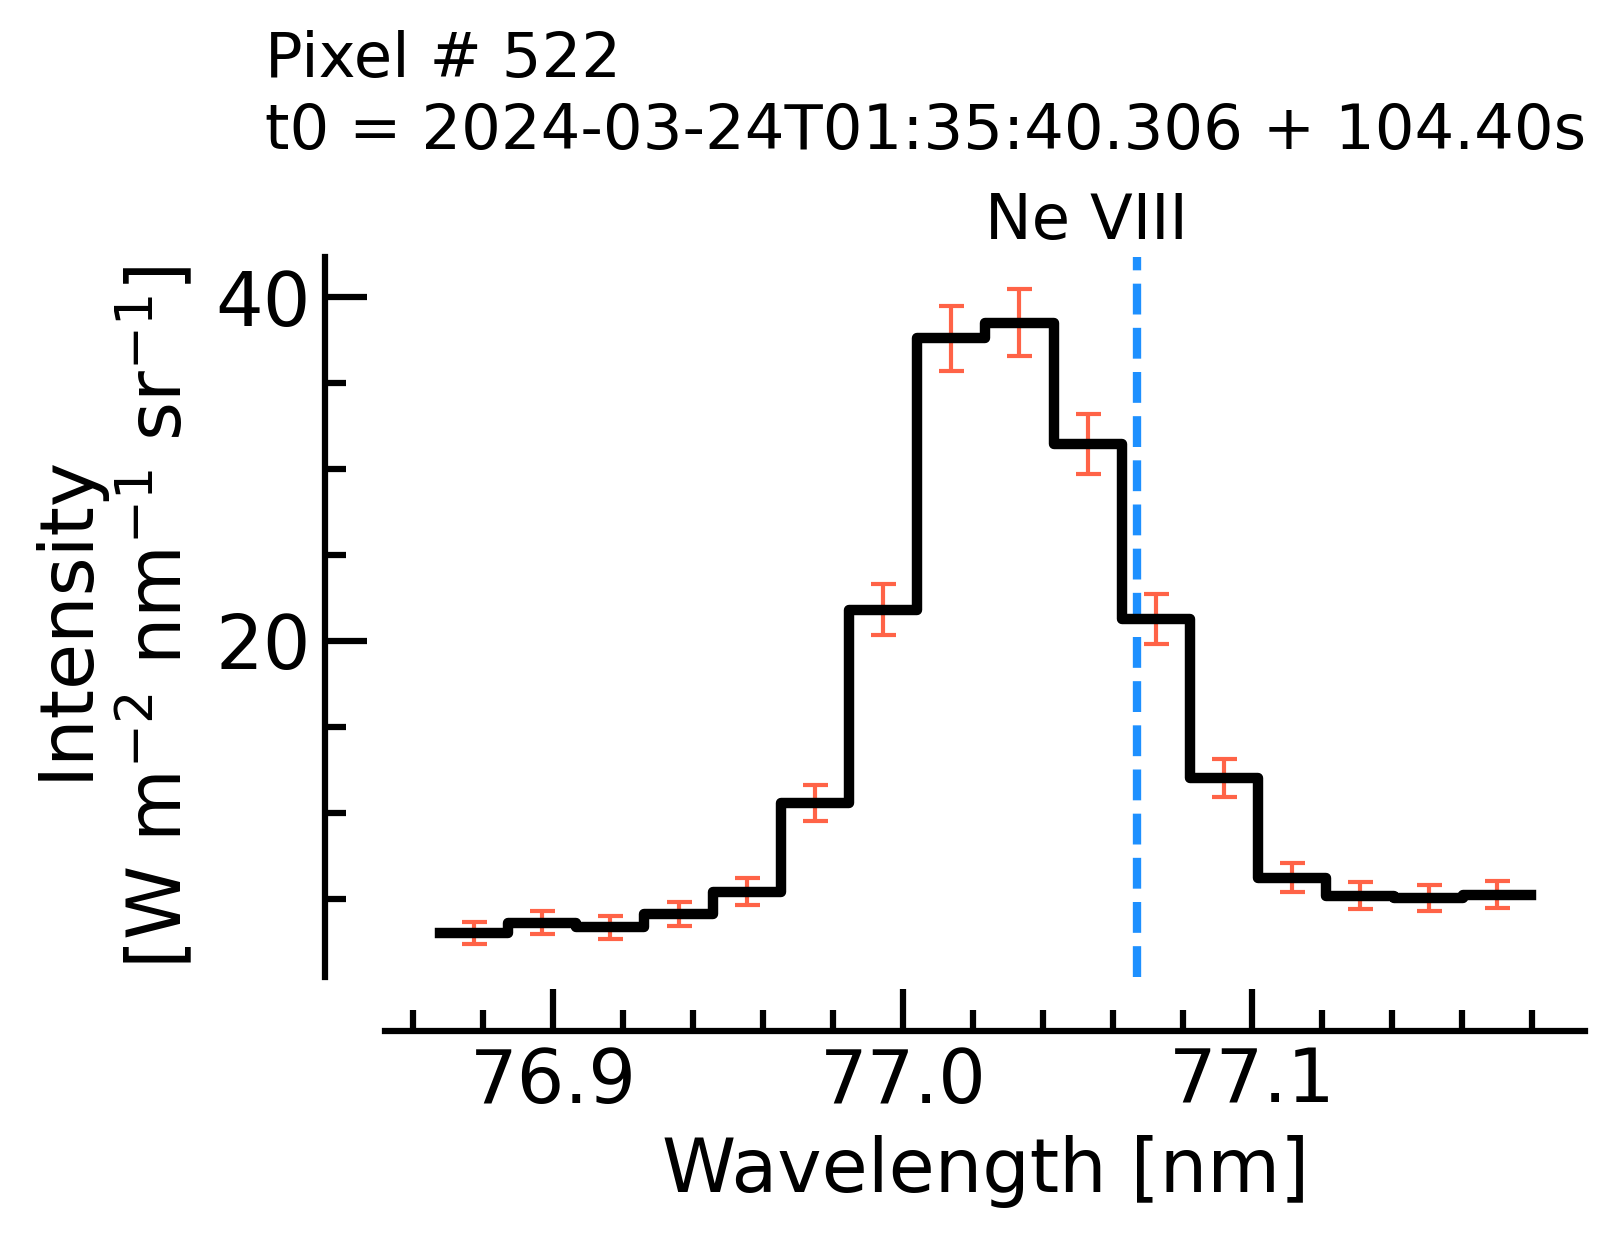 Pixel # 522
t0 = 2024-03-24T01:35:40.306 + 104.40s
Ne VIII
Intensity
[W m⁻² nm⁻¹ sr⁻¹]
40
20
76.9 77.0 77.1
Wavelength [nm]